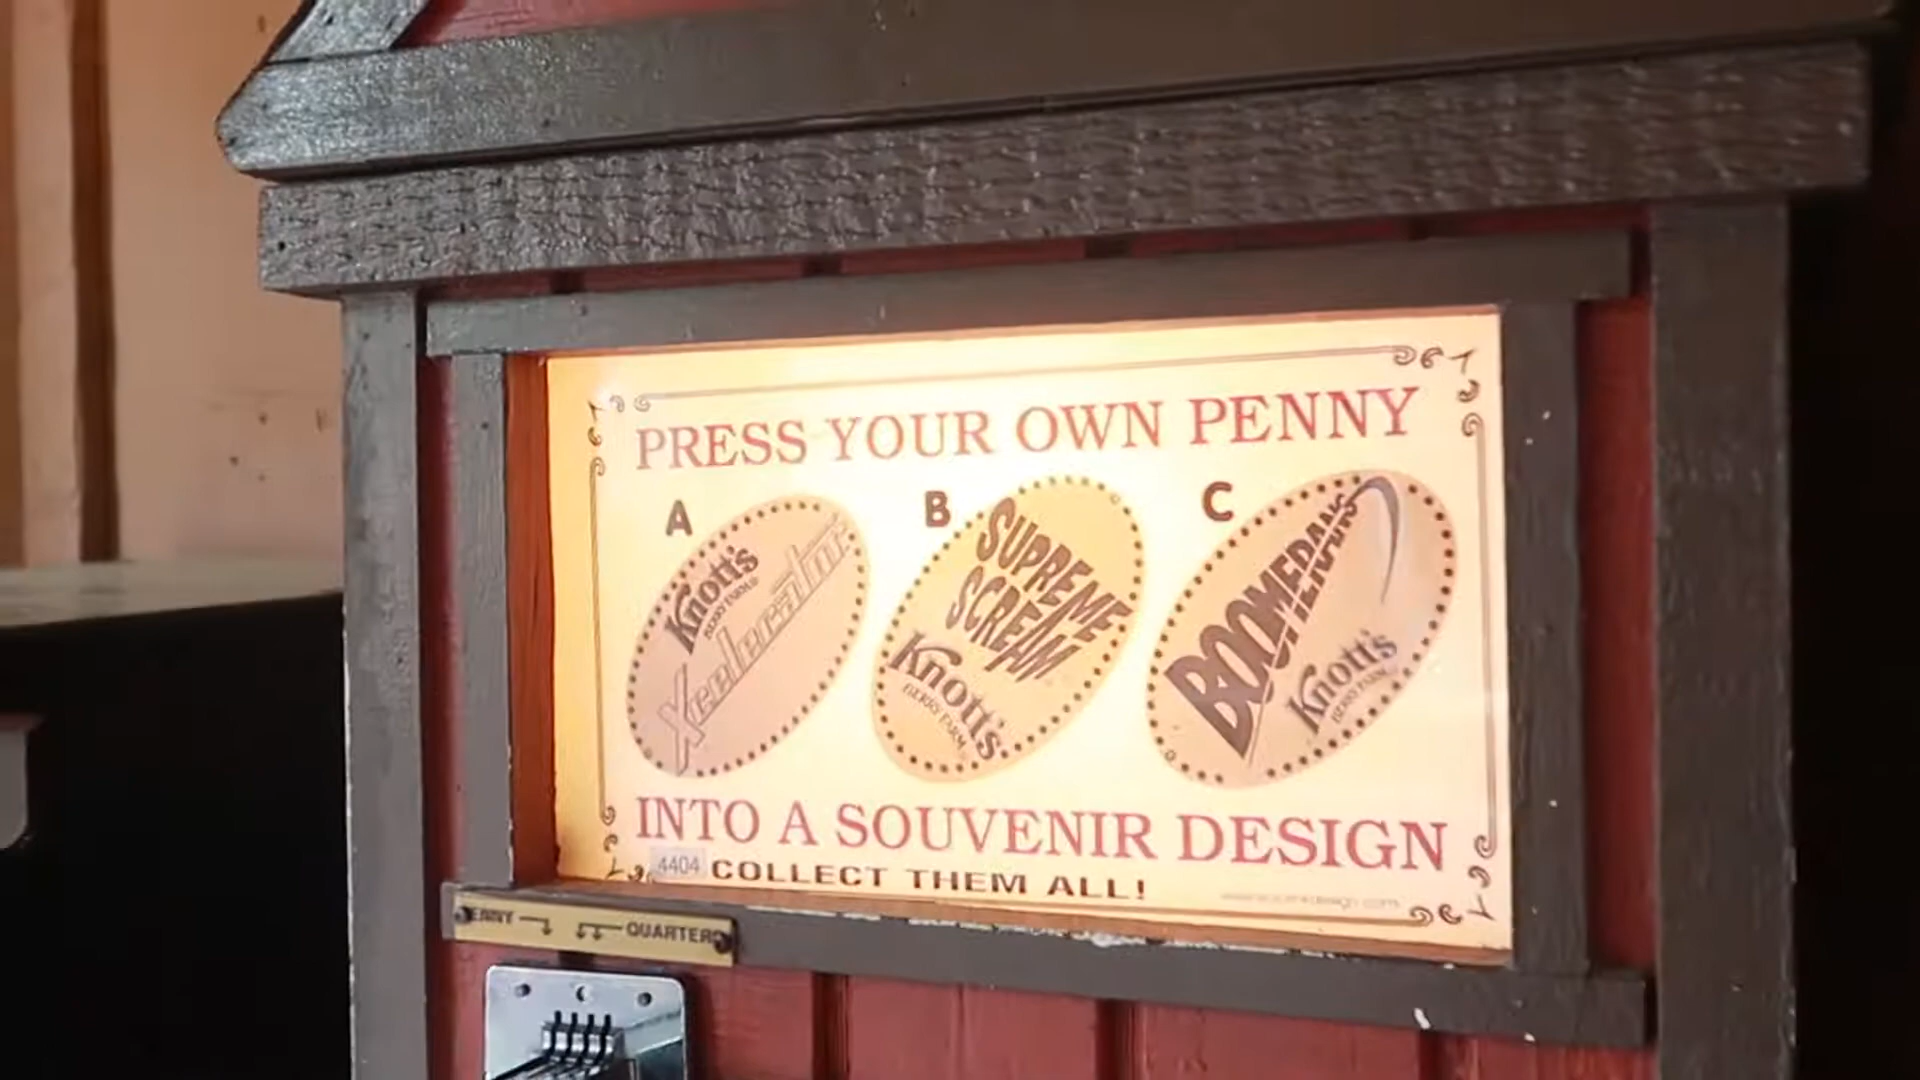 PRESS YOUR OWN PENNY
A
Knott's
BERRY FARM
Xcelerator
B
SUPREME
SCREAM
Knott's
BERRY FARM
C
BOOMERANG
Knott's
BERRY FARM
INTO A SOUVENIR DESIGN
4404
COLLECT THEM ALL!
PENNY
QUARTERS